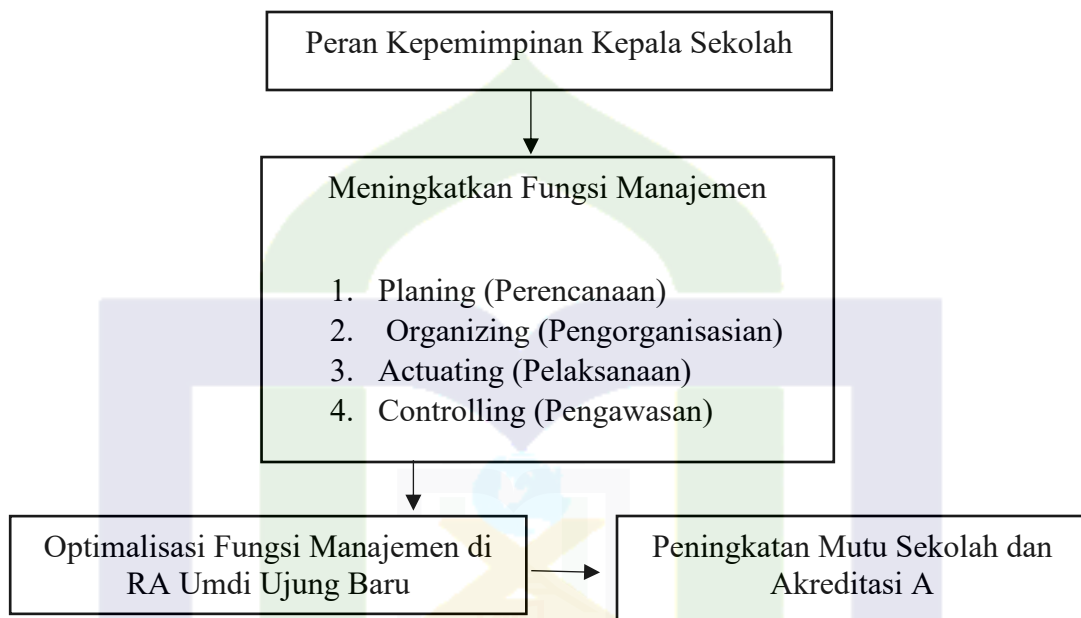 Peran Kepemimpinan Kepala Sekolah
Meningkatkan Fungsi Manajemen
1. Planing (Perencanaan)
2. Organizing (Pengorganisasian)
3. Actuating (Pelaksanaan)
4. Controlling (Pengawasan)
Optimalisasi Fungsi Manajemen di
RA Umdi Ujung Baru
Peningkatan Mutu Sekolah dan
Akreditasi A